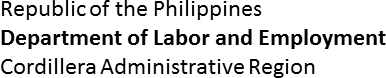 Republic of the Philippines
Department of Labor and Employment
Cordillera Administrative Region